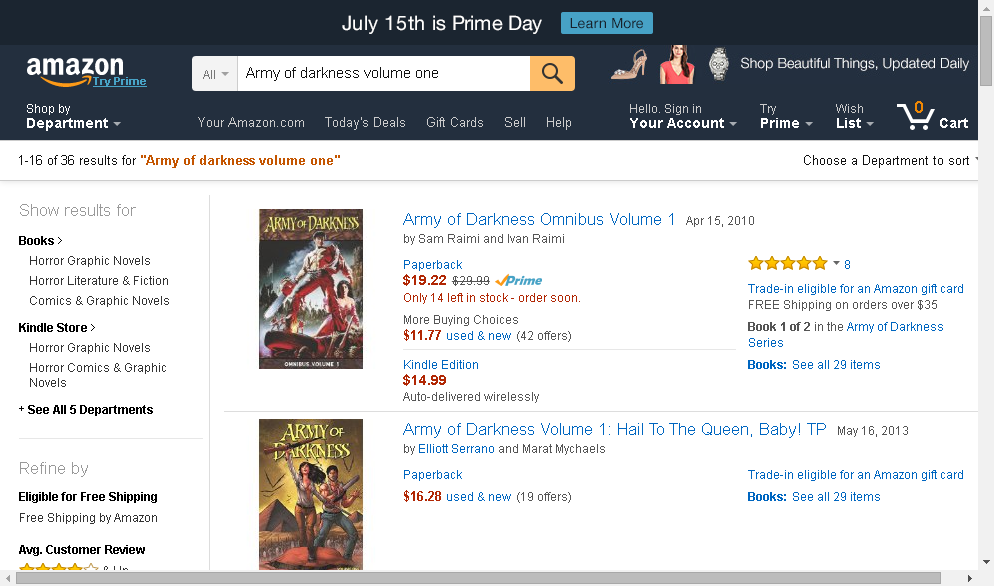 July 15th is Prime Day Learn More
amazon
Try Prime
All
Army of darkness volume one
Shop Beautiful Things, Updated Daily
Shop by
Department
Your Amazon.com Today's Deals Gift Cards Sell Help
Hello. Sign in
Your Account
Try
Prime
Wish
List
0
Cart
1-16 of 36 results for "Army of darkness volume one"
Choose a Department to sort
Show results for
Books >
Horror Graphic Novels
Horror Literature & Fiction
Comics & Graphic Novels
Kindle Store >
Horror Graphic Novels
Horror Comics & Graphic
Novels
+ See All 5 Departments
Refine by
Eligible for Free Shipping
Free Shipping by Amazon
Avg. Customer Review
& Up
ARMY OF DARKNESS
OMNIBUS VOLUME 1
Army of Darkness Omnibus Volume 1 Apr 15, 2010
by Sam Raimi and Ivan Raimi
Paperback
$19.22 $29.99 Prime
Only 14 left in stock - order soon.
More Buying Choices
$11.77 used & new (42 offers)
Kindle Edition
$14.99
Auto-delivered wirelessly
8
Trade-in eligible for an Amazon gift card
FREE Shipping on orders over $35
Book 1 of 2 in the Army of Darkness
Series
Books: See all 29 items
ARMY OF
DARKNESS
Army of Darkness Volume 1: Hail To The Queen, Baby! TP May 16, 2013
by Elliott Serrano and Marat Mychaels
Paperback
$16.28 used & new (19 offers)
Trade-in eligible for an Amazon gift card
Books: See all 29 items